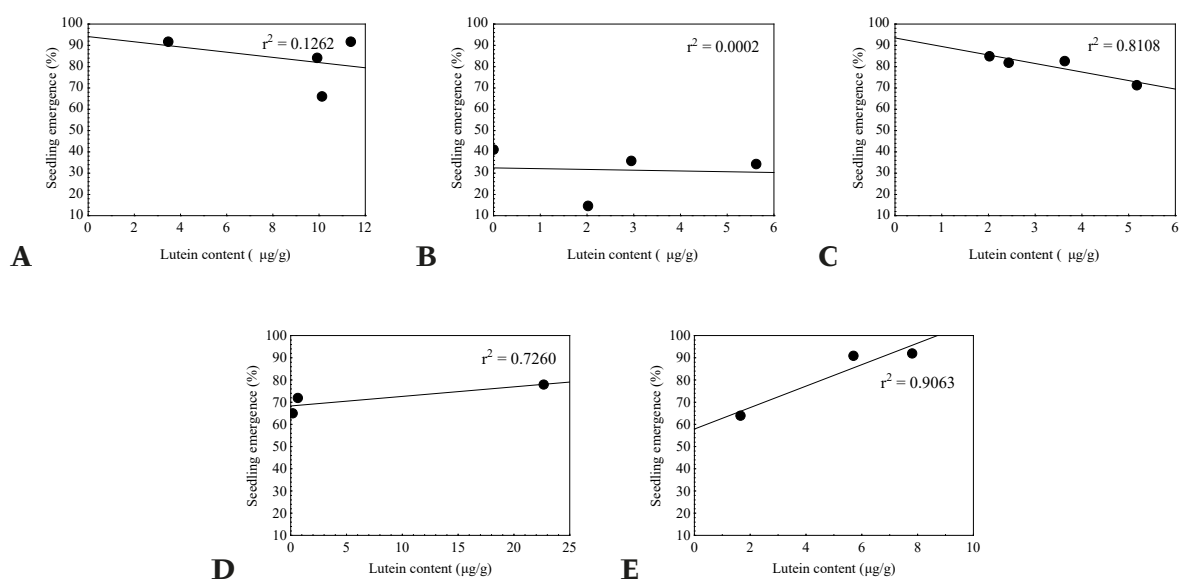 100
90
80
70
60
50
40
30
20
10
Seedling emergence (%)
r² = 0.1262
0 2 4 6 8 10 12
Lutein content ( μg/g)
A
100
90
80
70
60
50
40
30
20
10
Seedling emergence (%)
r² = 0.0002
0 1 2 3 4 5 6
Lutein content ( μg/g)
B
100
90
80
70
60
50
40
30
20
10
Seedling emergence (%)
r² = 0.8108
0 1 2 3 4 5 6
Lutein content ( μg/g)
C
100
90
80
70
60
50
40
30
20
10
Seedling emergence (%)
r² = 0.7260
0 5 10 15 20 25
Lutein content (μg/g)
D
100
90
80
70
60
50
40
30
20
10
Seedling emergence (%)
r² = 0.9063
0 2 4 6 8 10
Lutein content (μg/g)
E